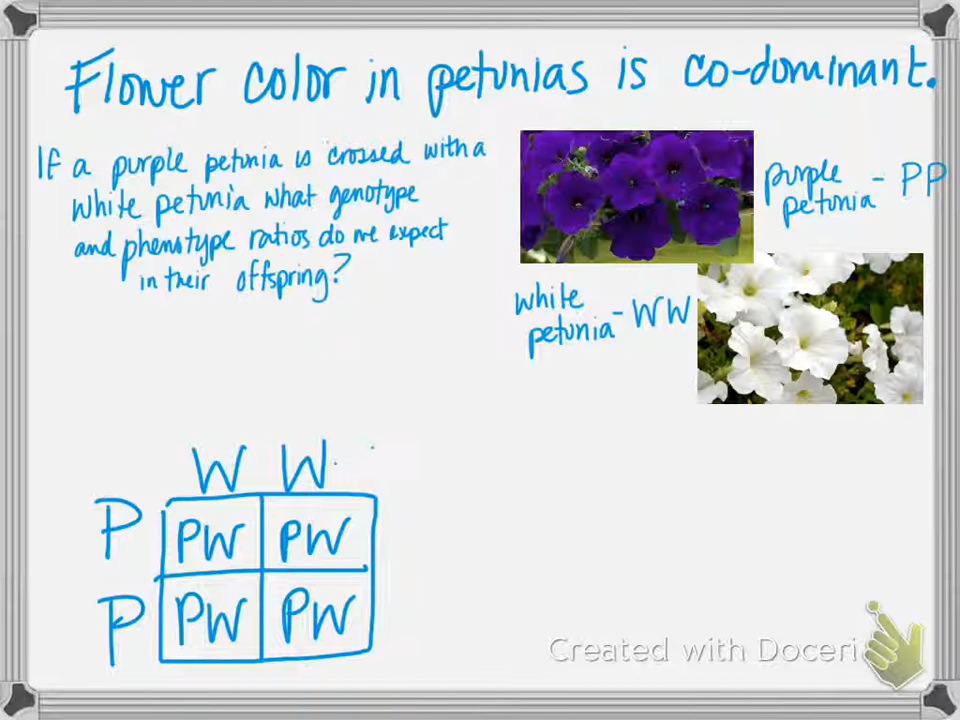 Flower color in petunias is co-dominant.
If a purple petunia is crossed with a
white petunia what genotype
and phenotype ratios do we expect
in their offspring?
purple
petunia - PP
white
petunia - WW
W W
P PW PW
P PW PW
Created with Doceri